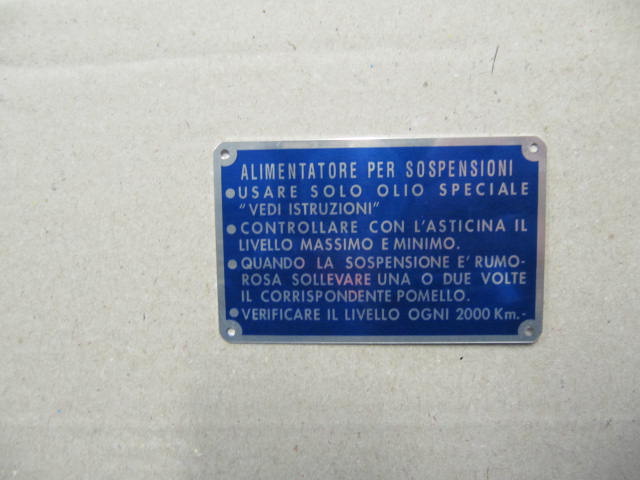 ALIMENTATORE PER SOSPENSIONI
● USARE SOLO OLIO SPECIALE
"VEDI ISTRUZIONI"
● CONTROLLARE CON L'ASTICINA IL
LIVELLO MASSIMO E MINIMO.
● QUANDO LA SOSPENSIONE E' RUMO-
ROSA SOLLEVARE UNA O DUE VOLTE
IL CORRISPONDENTE POMELLO.
● VERIFICARE IL LIVELLO OGNI 2000 Km.-